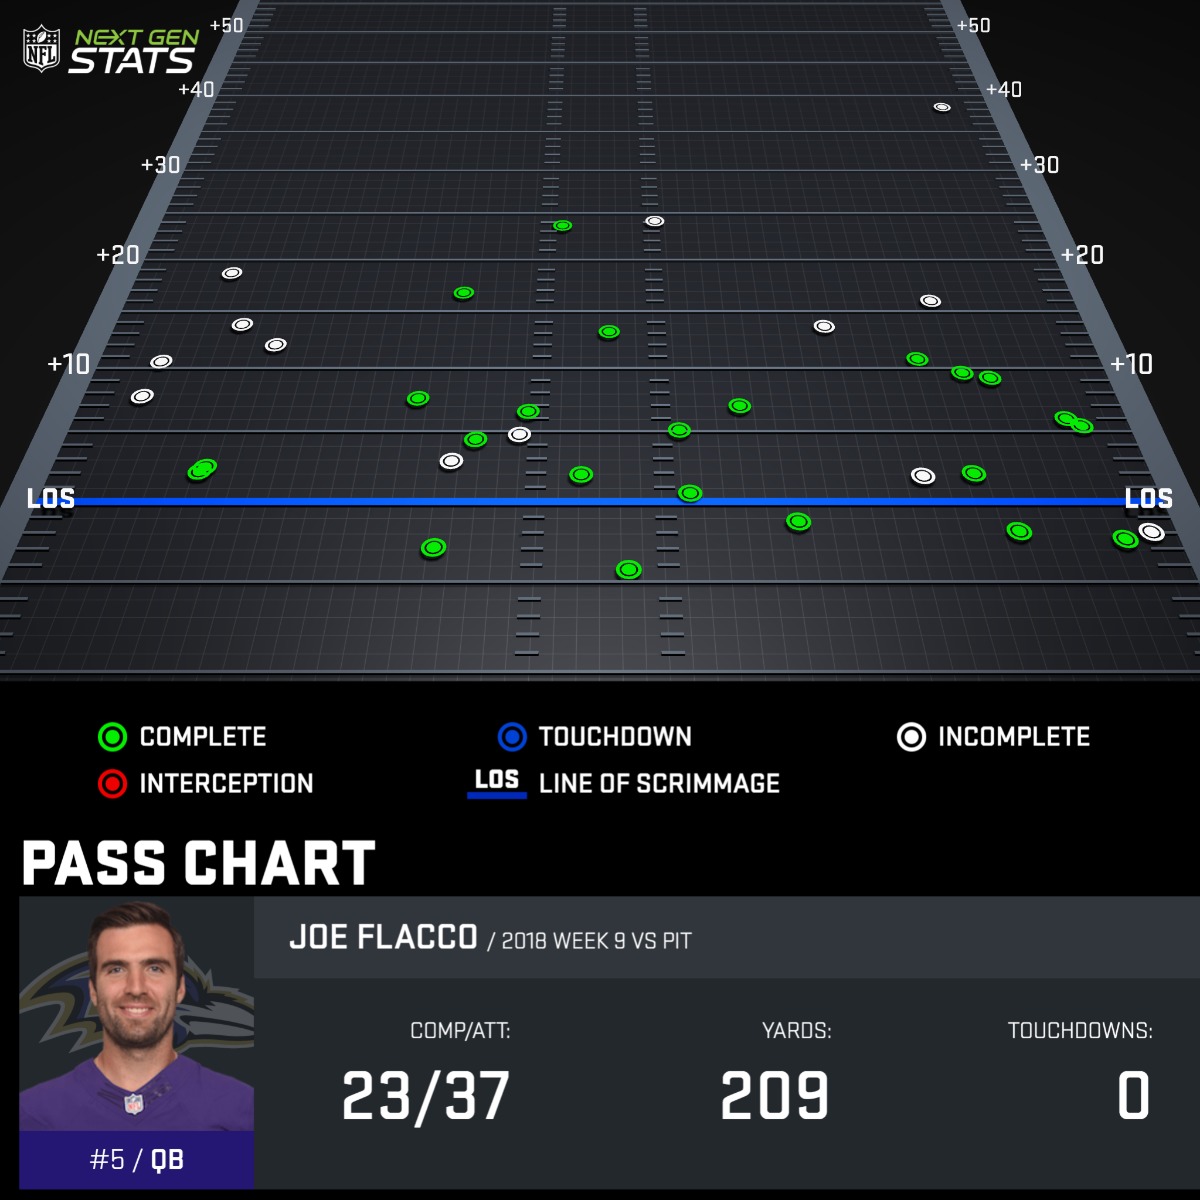 +50 +50
NFL NEXT GEN
STATS
+40 +40
+30 +30
+20 +20
+10 +10
LOS LOS
COMPLETE TOUCHDOWN INCOMPLETE
INTERCEPTION LOS LINE OF SCRIMMAGE
PASS CHART
JOE FLACCO / 2018 WEEK 9 VS PIT
COMP/ATT: YARDS: TOUCHDOWNS:
23/37 209 0
#5 / QB